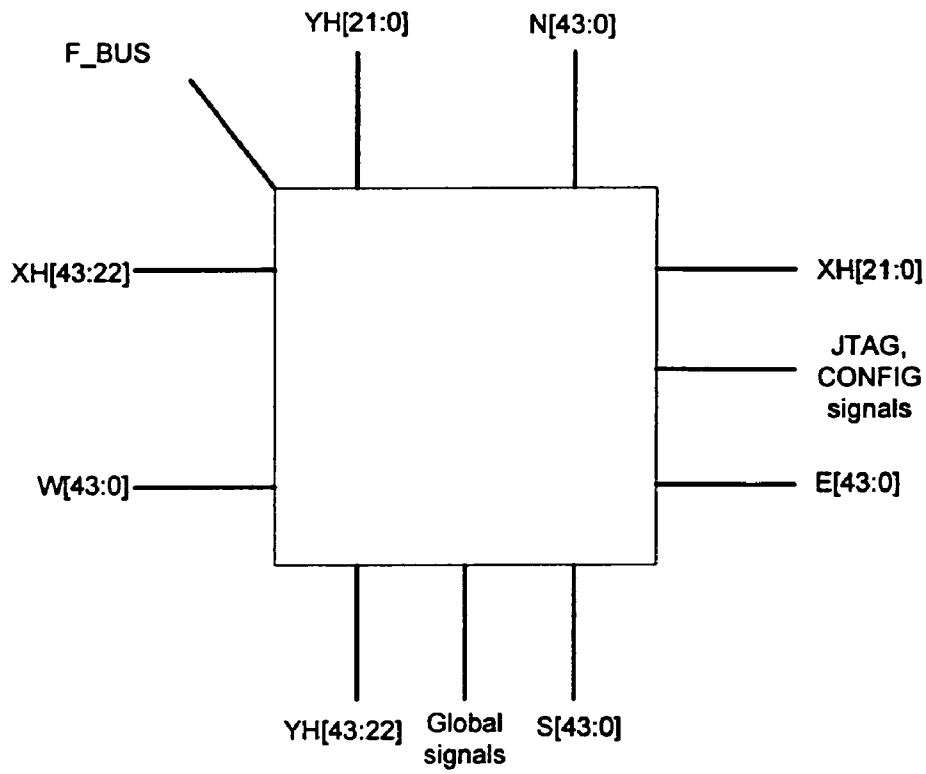 YH[21:0]
N[43:0]
F_BUS
XH[43:22]
XH[21:0]
JTAG,
CONFIG
signals
W[43:0]
E[43:0]
YH[43:22]
Global
signals
S[43:0]